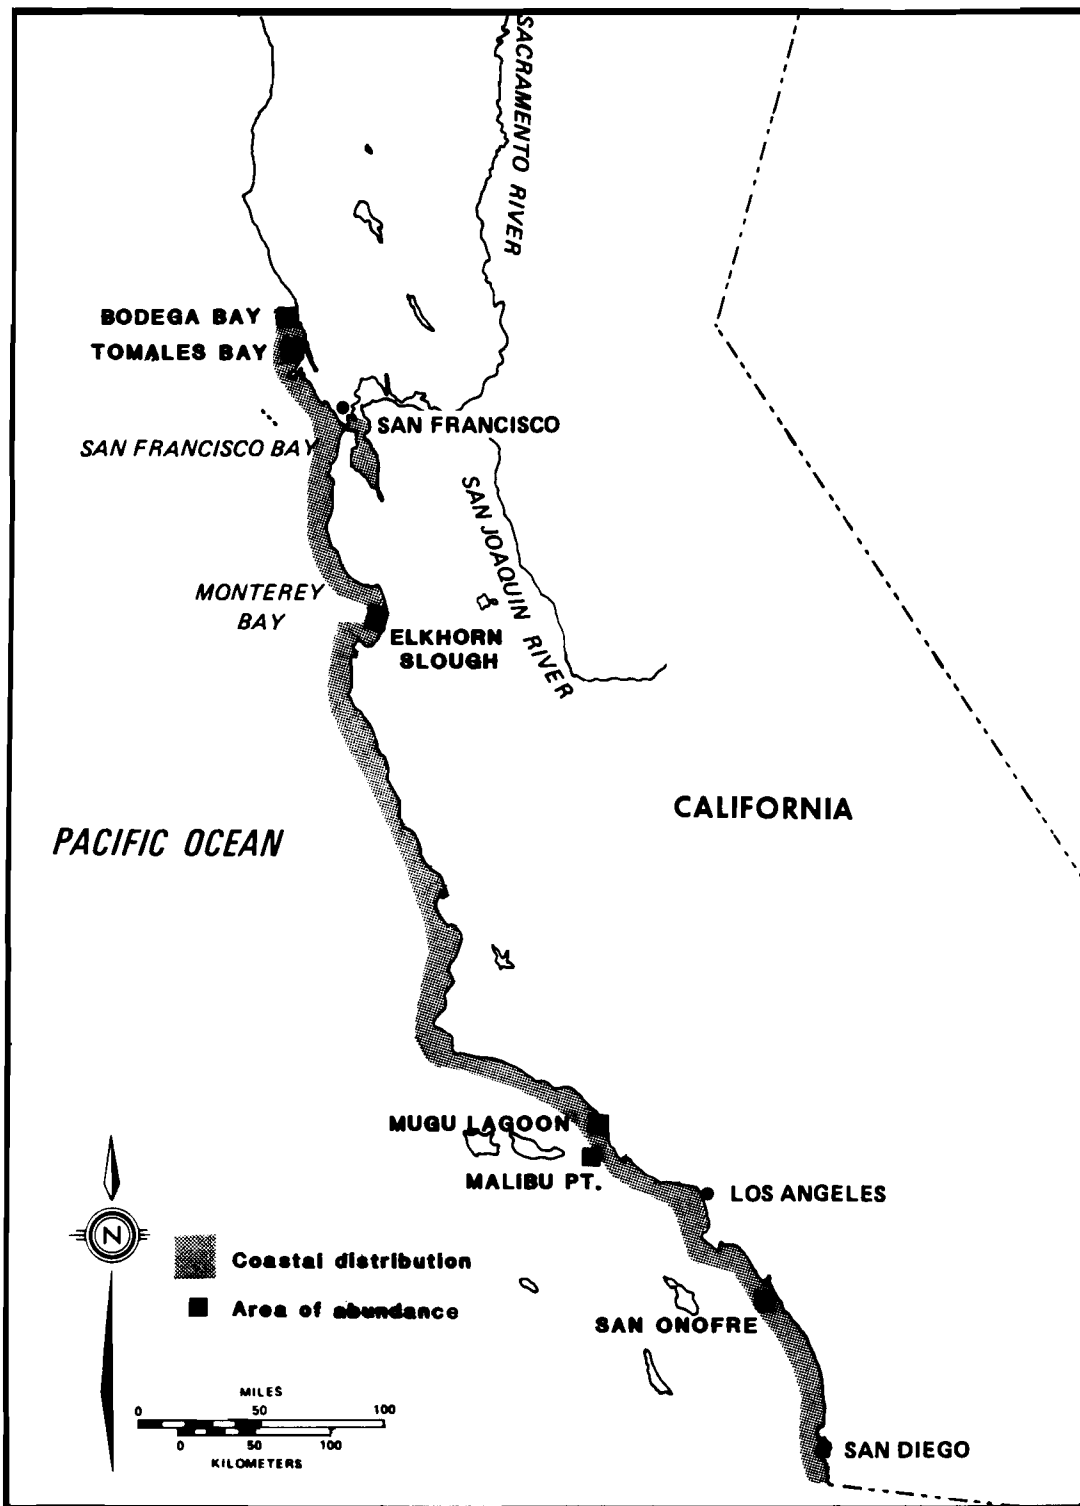 SACRAMENTO RIVER
BODEGA BAY
TOMALES BAY
SAN FRANCISCO
SAN FRANCISCO BAY
SAN JOAQUIN RIVER
MONTEREY
BAY
ELKHORN
SLOUGH
CALIFORNIA
PACIFIC OCEAN
MUGU LAGOON
MALIBU PT.
LOS ANGELES
N
Coastal distribution
Area of abundance
SAN ONOFRE
MILES
0 50 100
0 50 100
KILOMETERS
SAN DIEGO